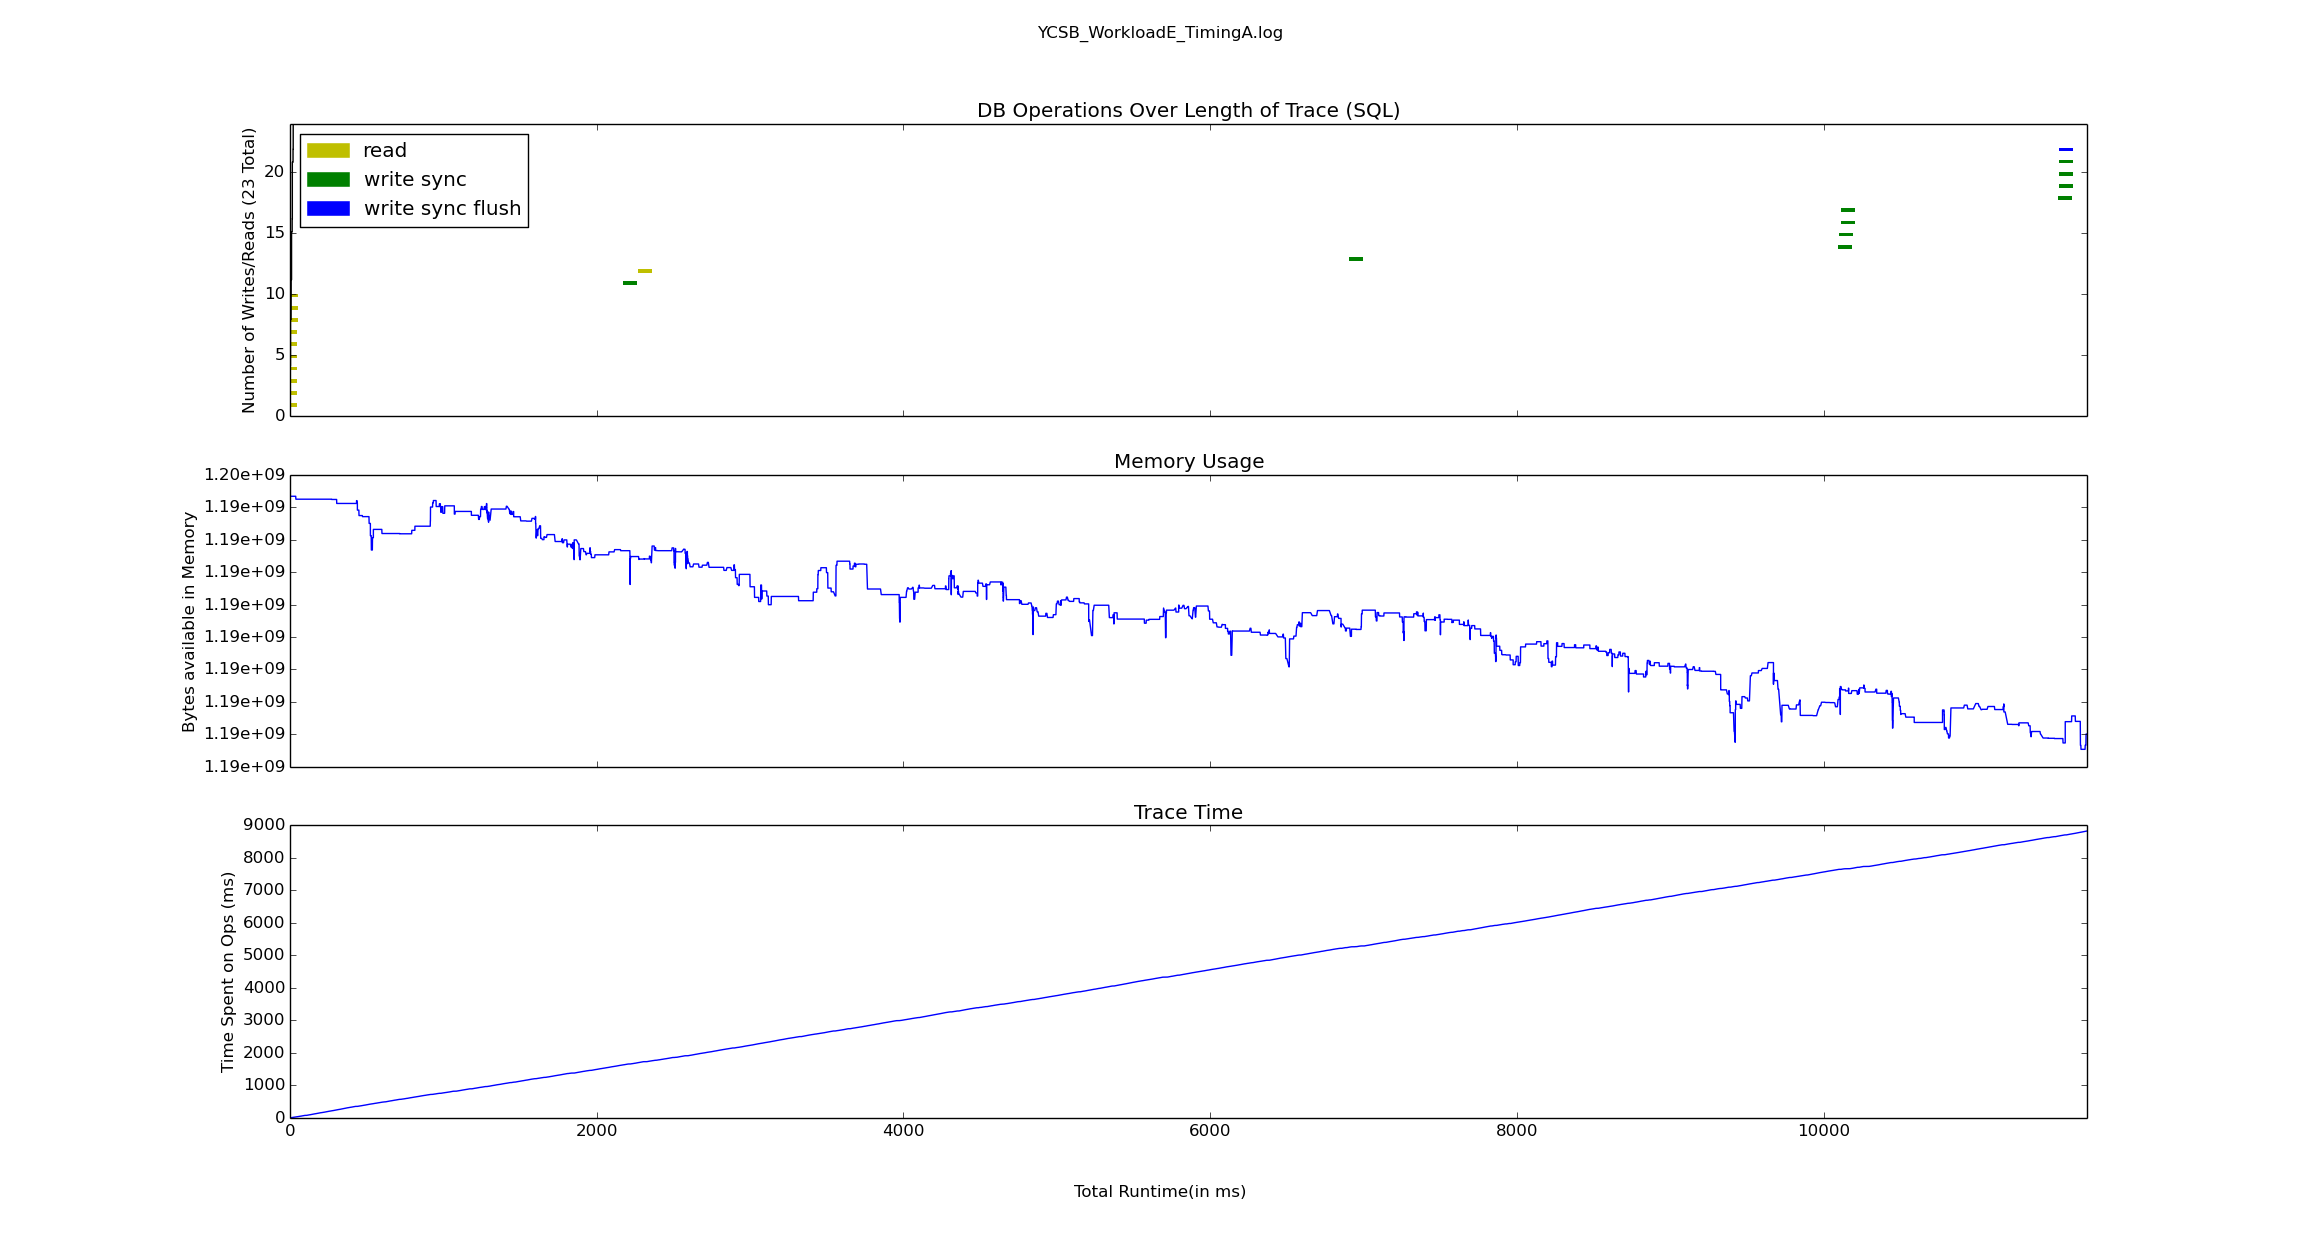 YCSB_WorkloadE_TimingA.log
DB Operations Over Length of Trace (SQL)
Number of Writes/Reads (23 Total)
20
15
10
5
0
read
write sync
write sync flush
Memory Usage
Bytes available in Memory
1.20e+09
1.19e+09
1.19e+09
1.19e+09
1.19e+09
1.19e+09
1.19e+09
1.19e+09
1.19e+09
1.19e+09
Trace Time
Time Spent on Ops (ms)
9000
8000
7000
6000
5000
4000
3000
2000
1000
0
0 2000 4000 6000 8000 10000
Total Runtime(in ms)